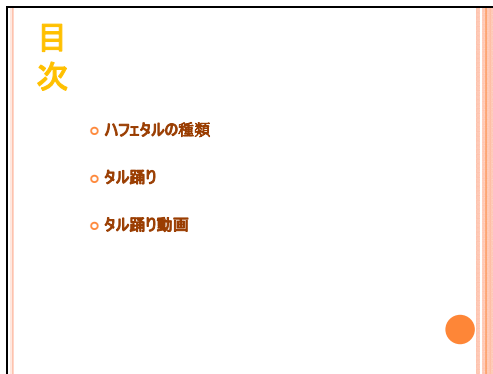 目
次
ハフェタルの種類
タル踊り
タル踊り動画